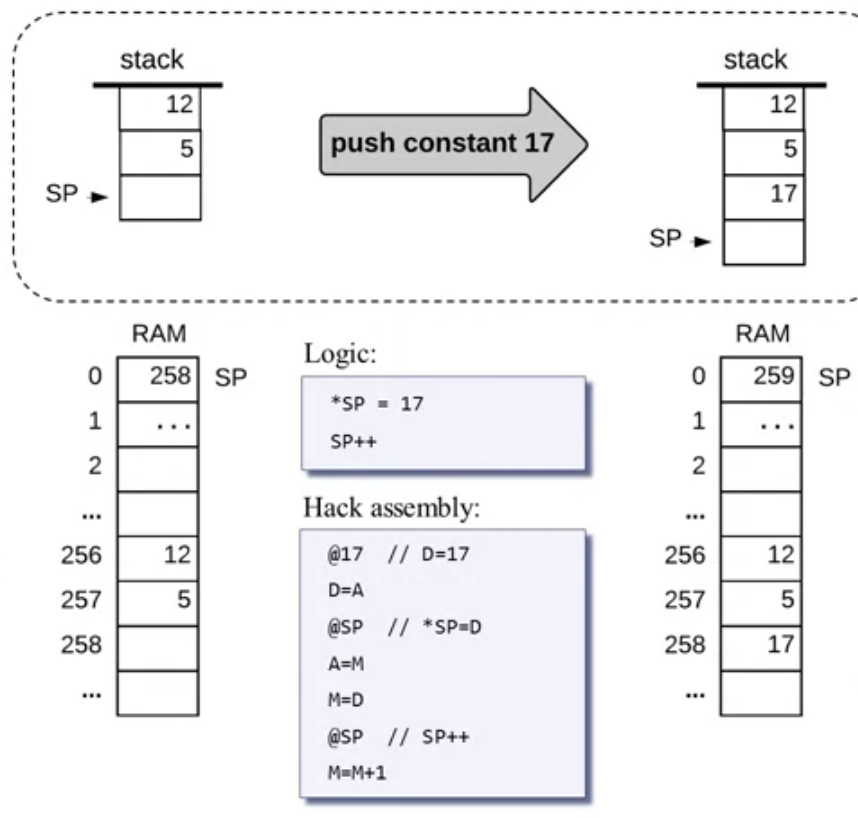 stack
12
5
SP
push constant 17
stack
12
5
17
SP
RAM
0 258 SP
1 ...
2
...
256 12
257 5
258
...
Logic:
*SP = 17
SP++
Hack assembly:
@17 // D=17
D=A
@SP // *SP=D
A=M
M=D
@SP // SP++
M=M+1
RAM
0 259 SP
1 ...
2
...
256 12
257 5
258 17
...